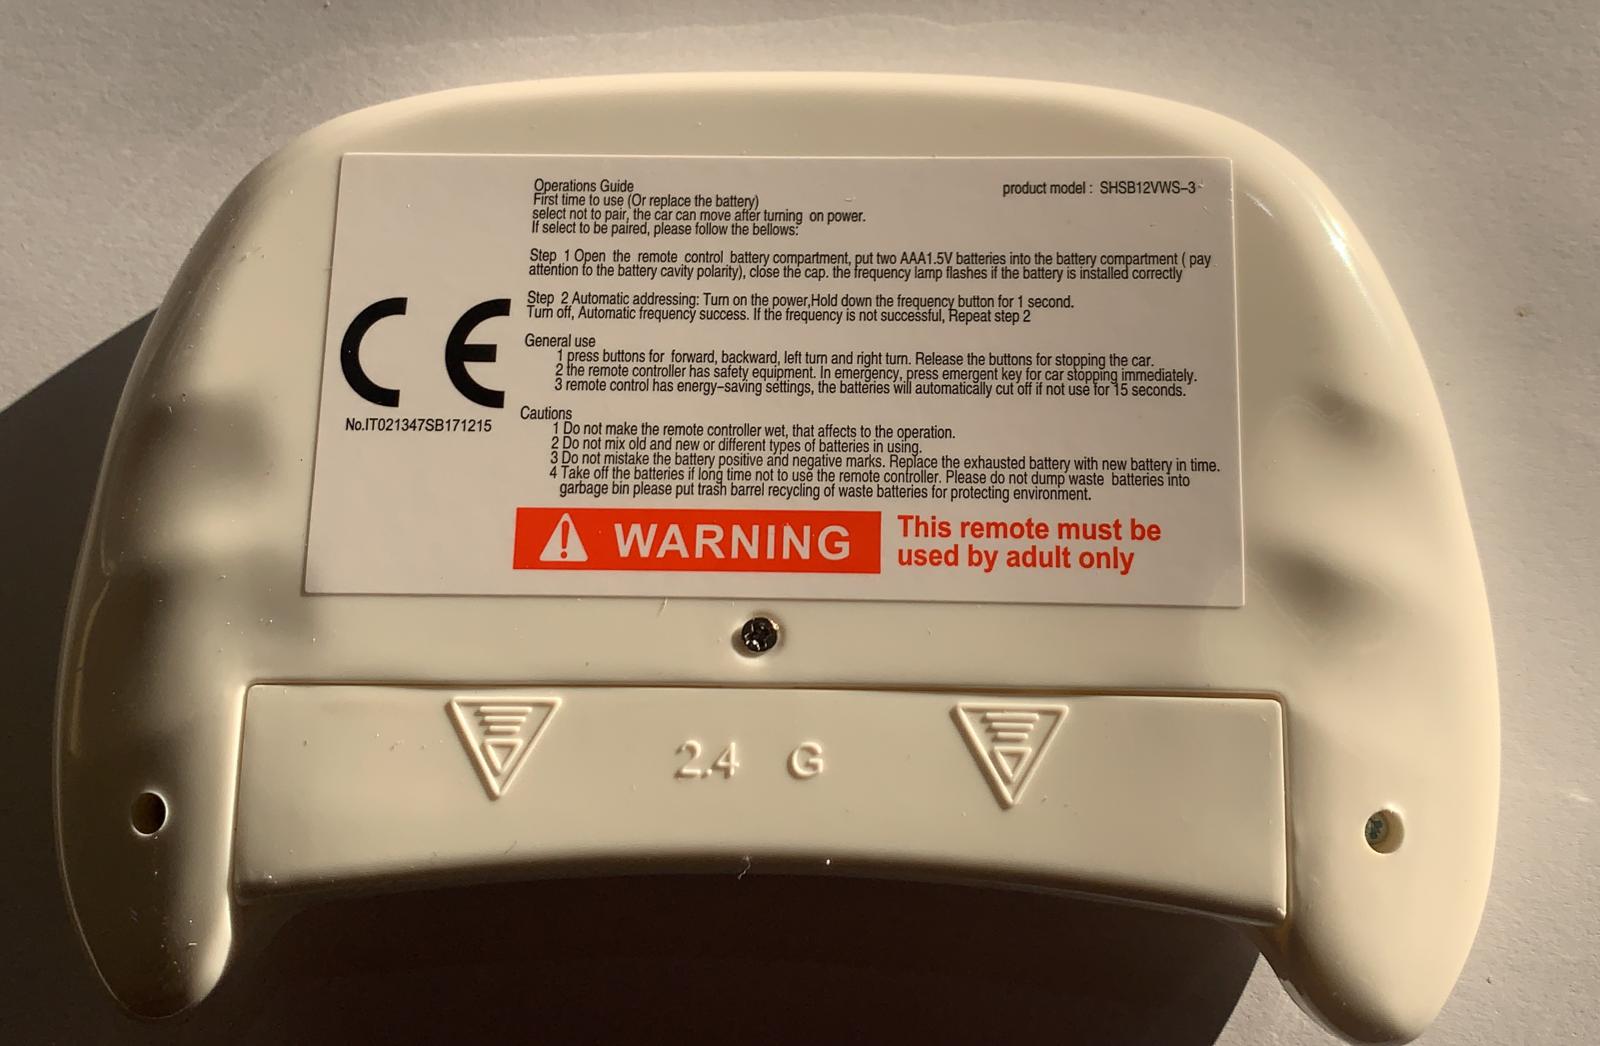 Operations Guide
product model : SHSB12VWS-3
First time to use (Or replace the battery)
select not to pair, the car can move after turning on power.
If select to be paired, please follow the bellows:
Step 1 Open the remote control battery compartment, put two AAA1.5V batteries into the battery compartment ( pay
attention to the battery cavity polarity), close the cap. the frequency lamp flashes if the battery is installed correctly
Step 2 Automatic addressing: Turn on the power,Hold down the frequency button for 1 second.
Turn off, Automatic frequency success. If the frequency is not successful, Repeat step 2
General use
1 press buttons for forward, backward, left turn and right turn. Release the buttons for stopping the car.
2 the remote controller has safety equipment. In emergency, press emergent key for car stopping immediately.
3 remote control has energy-saving settings, the batteries will automatically cut off if not use for 15 seconds.
CE
No.IT021347SB171215
Cautions
1 Do not make the remote controller wet, that affects to the operation.
2 Do not mix old and new or different types of batteries in using.
3 Do not mistake the battery positive and negative marks. Replace the exhausted battery with new battery in time.
4 Take off the batteries if long time not to use the remote controller. Please do not dump waste batteries into
garbage bin please put trash barrel recycling of waste batteries for protecting environment.
WARNING
This remote must be
used by adult only
2.4 G